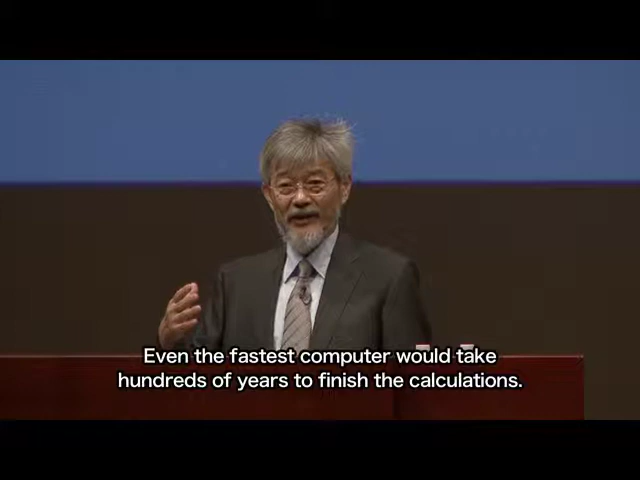 Even the fastest computer would take
hundreds of years to finish the calculations.